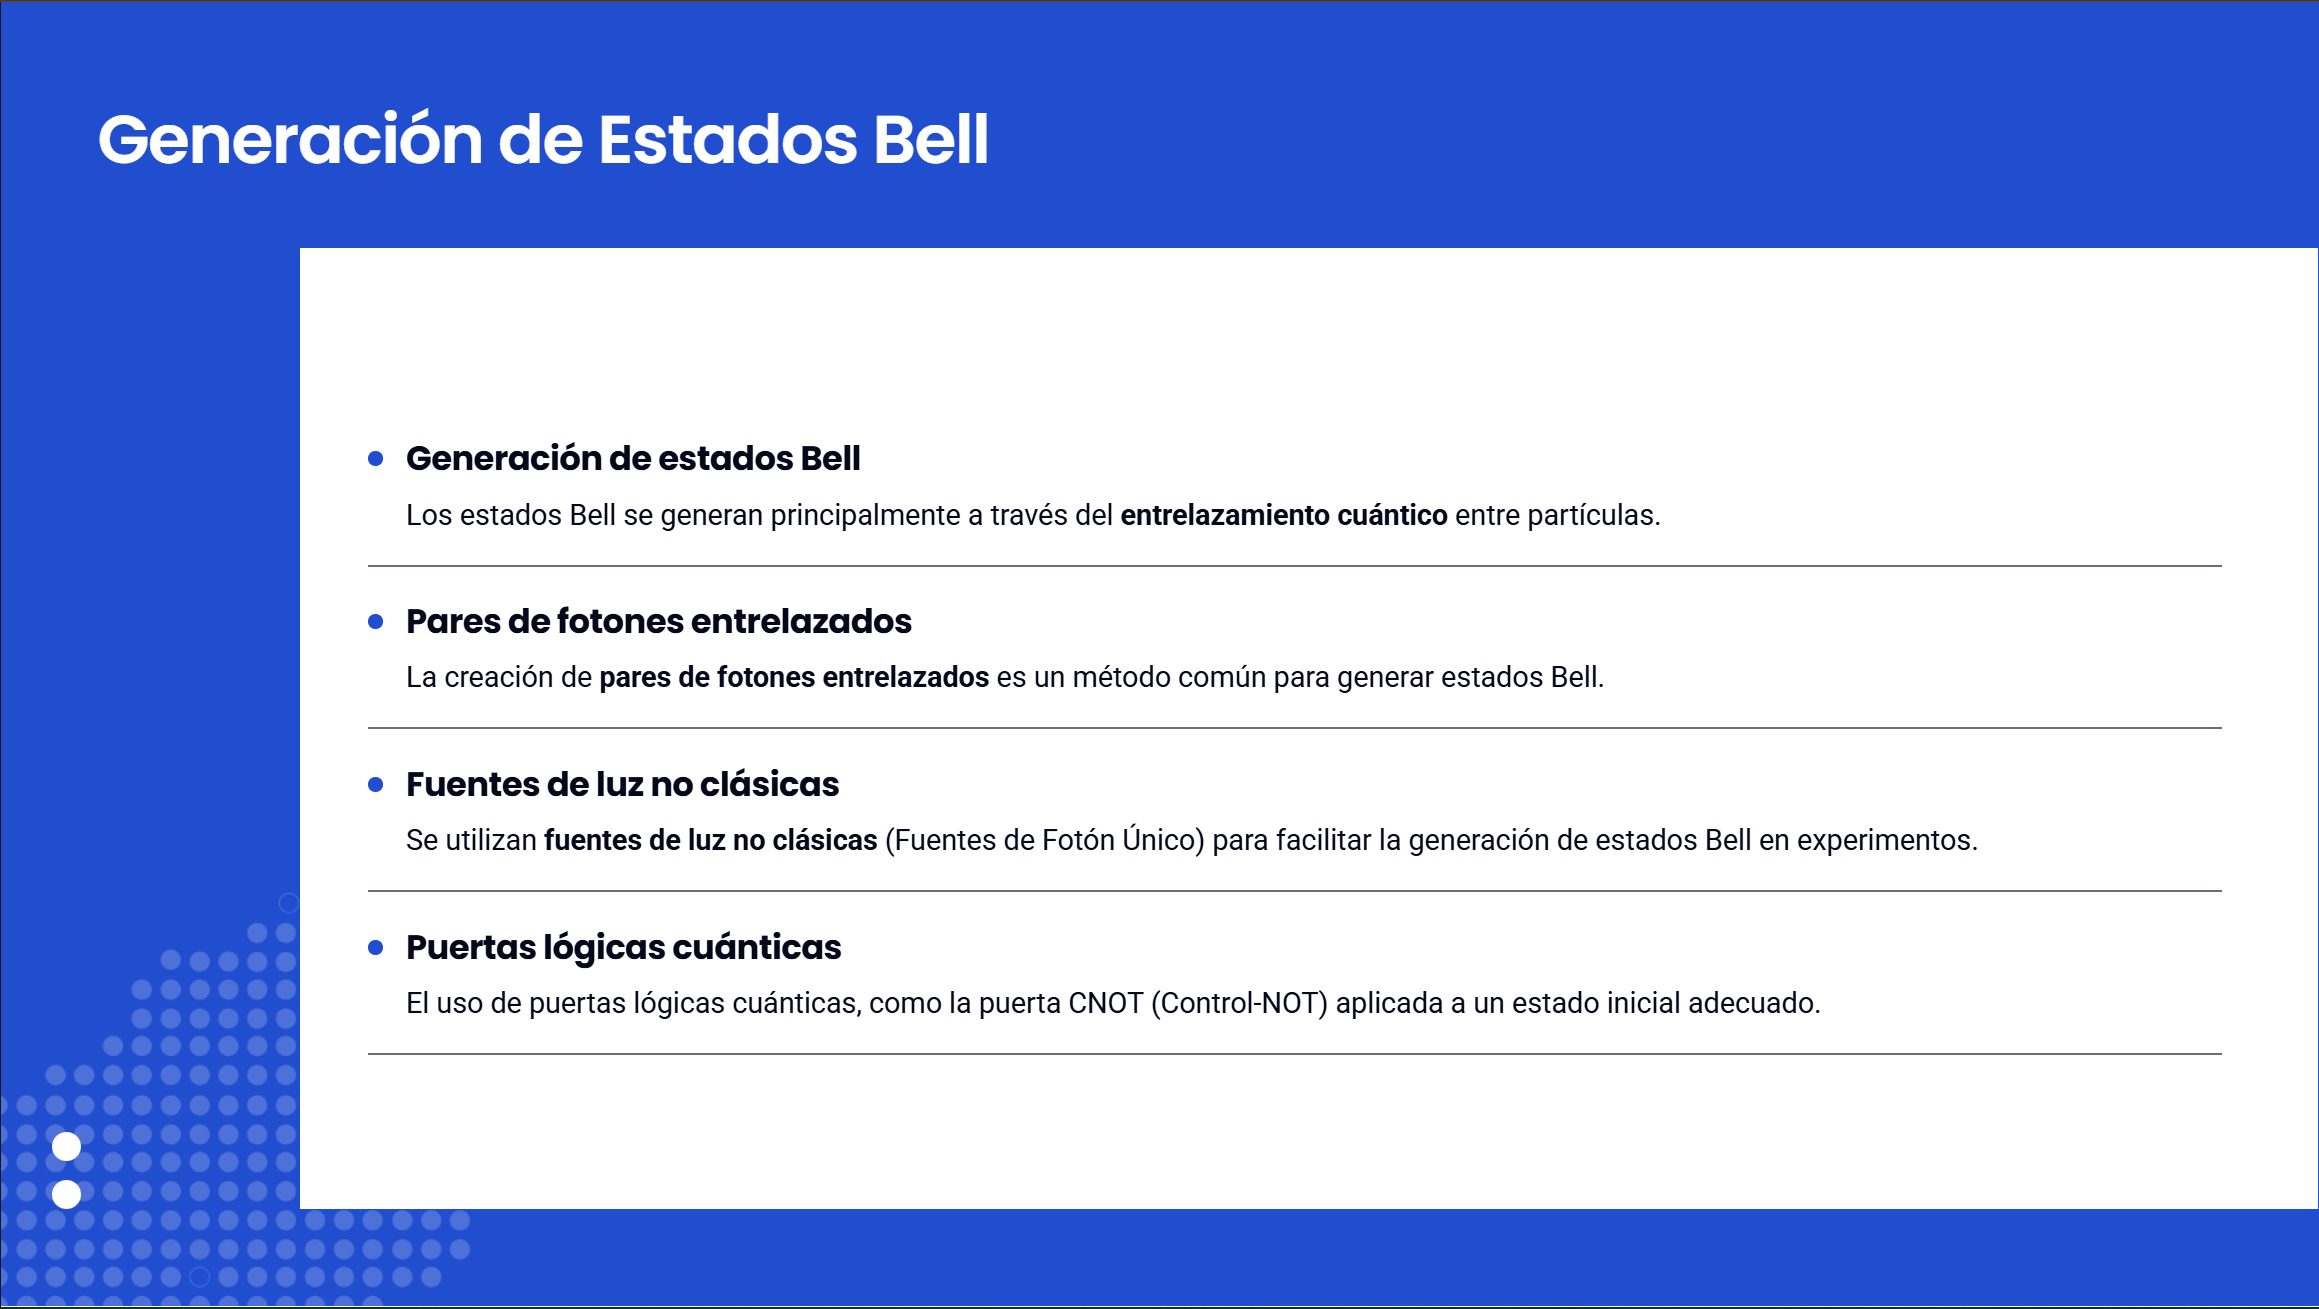 Generación de Estados Bell
Generación de estados Bell
Los estados Bell se generan principalmente a través del entrelazamiento cuántico entre partículas.
Pares de fotones entrelazados
La creación de pares de fotones entrelazados es un método común para generar estados Bell.
Fuentes de luz no clásicas
Se utilizan fuentes de luz no clásicas (Fuentes de Fotón Único) para facilitar la generación de estados Bell en experimentos.
Puertas lógicas cuánticas
El uso de puertas lógicas cuánticas, como la puerta CNOT (Control-NOT) aplicada a un estado inicial adecuado.